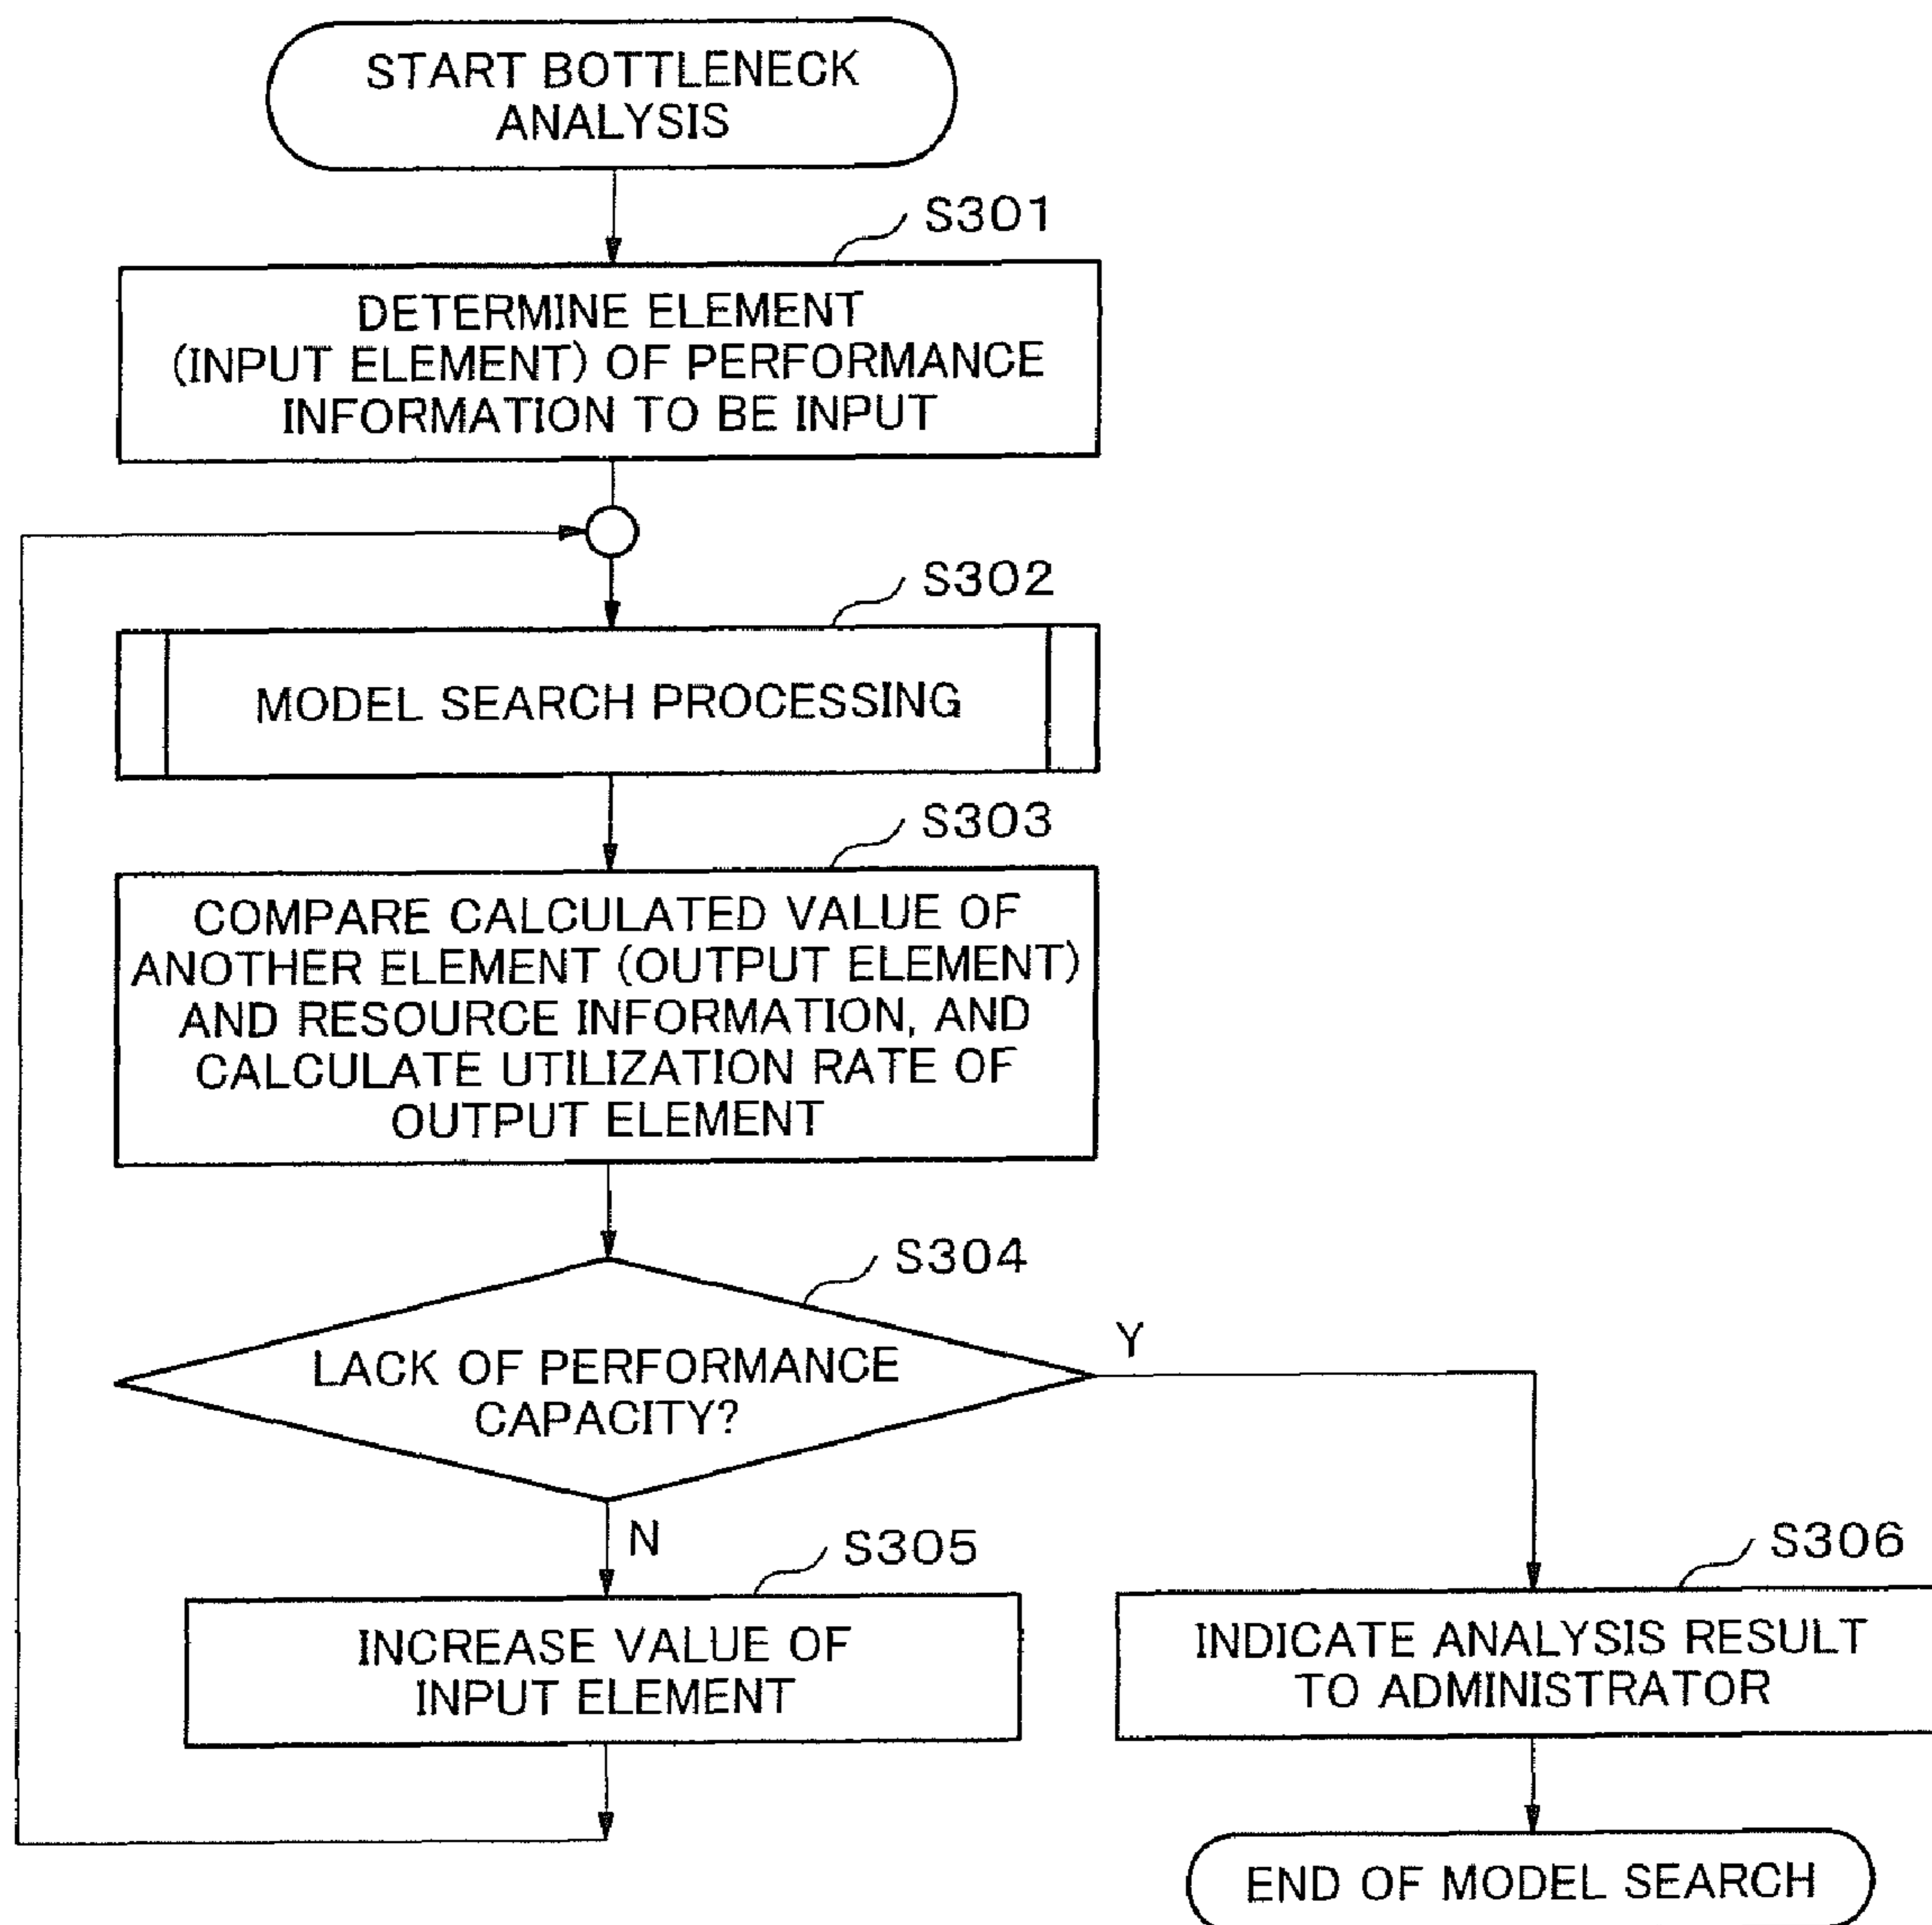 START BOTTLENECK
ANALYSIS
S301
DETERMINE ELEMENT
(INPUT ELEMENT) OF PERFORMANCE
INFORMATION TO BE INPUT
S302
MODEL SEARCH PROCESSING
S303
COMPARE CALCULATED VALUE OF
ANOTHER ELEMENT (OUTPUT ELEMENT)
AND RESOURCE INFORMATION, AND
CALCULATE UTILIZATION RATE OF
OUTPUT ELEMENT
S304
LACK OF PERFORMANCE
CAPACITY?
Y
N
S305
INCREASE VALUE OF
INPUT ELEMENT
S306
INDICATE ANALYSIS RESULT
TO ADMINISTRATOR
END OF MODEL SEARCH